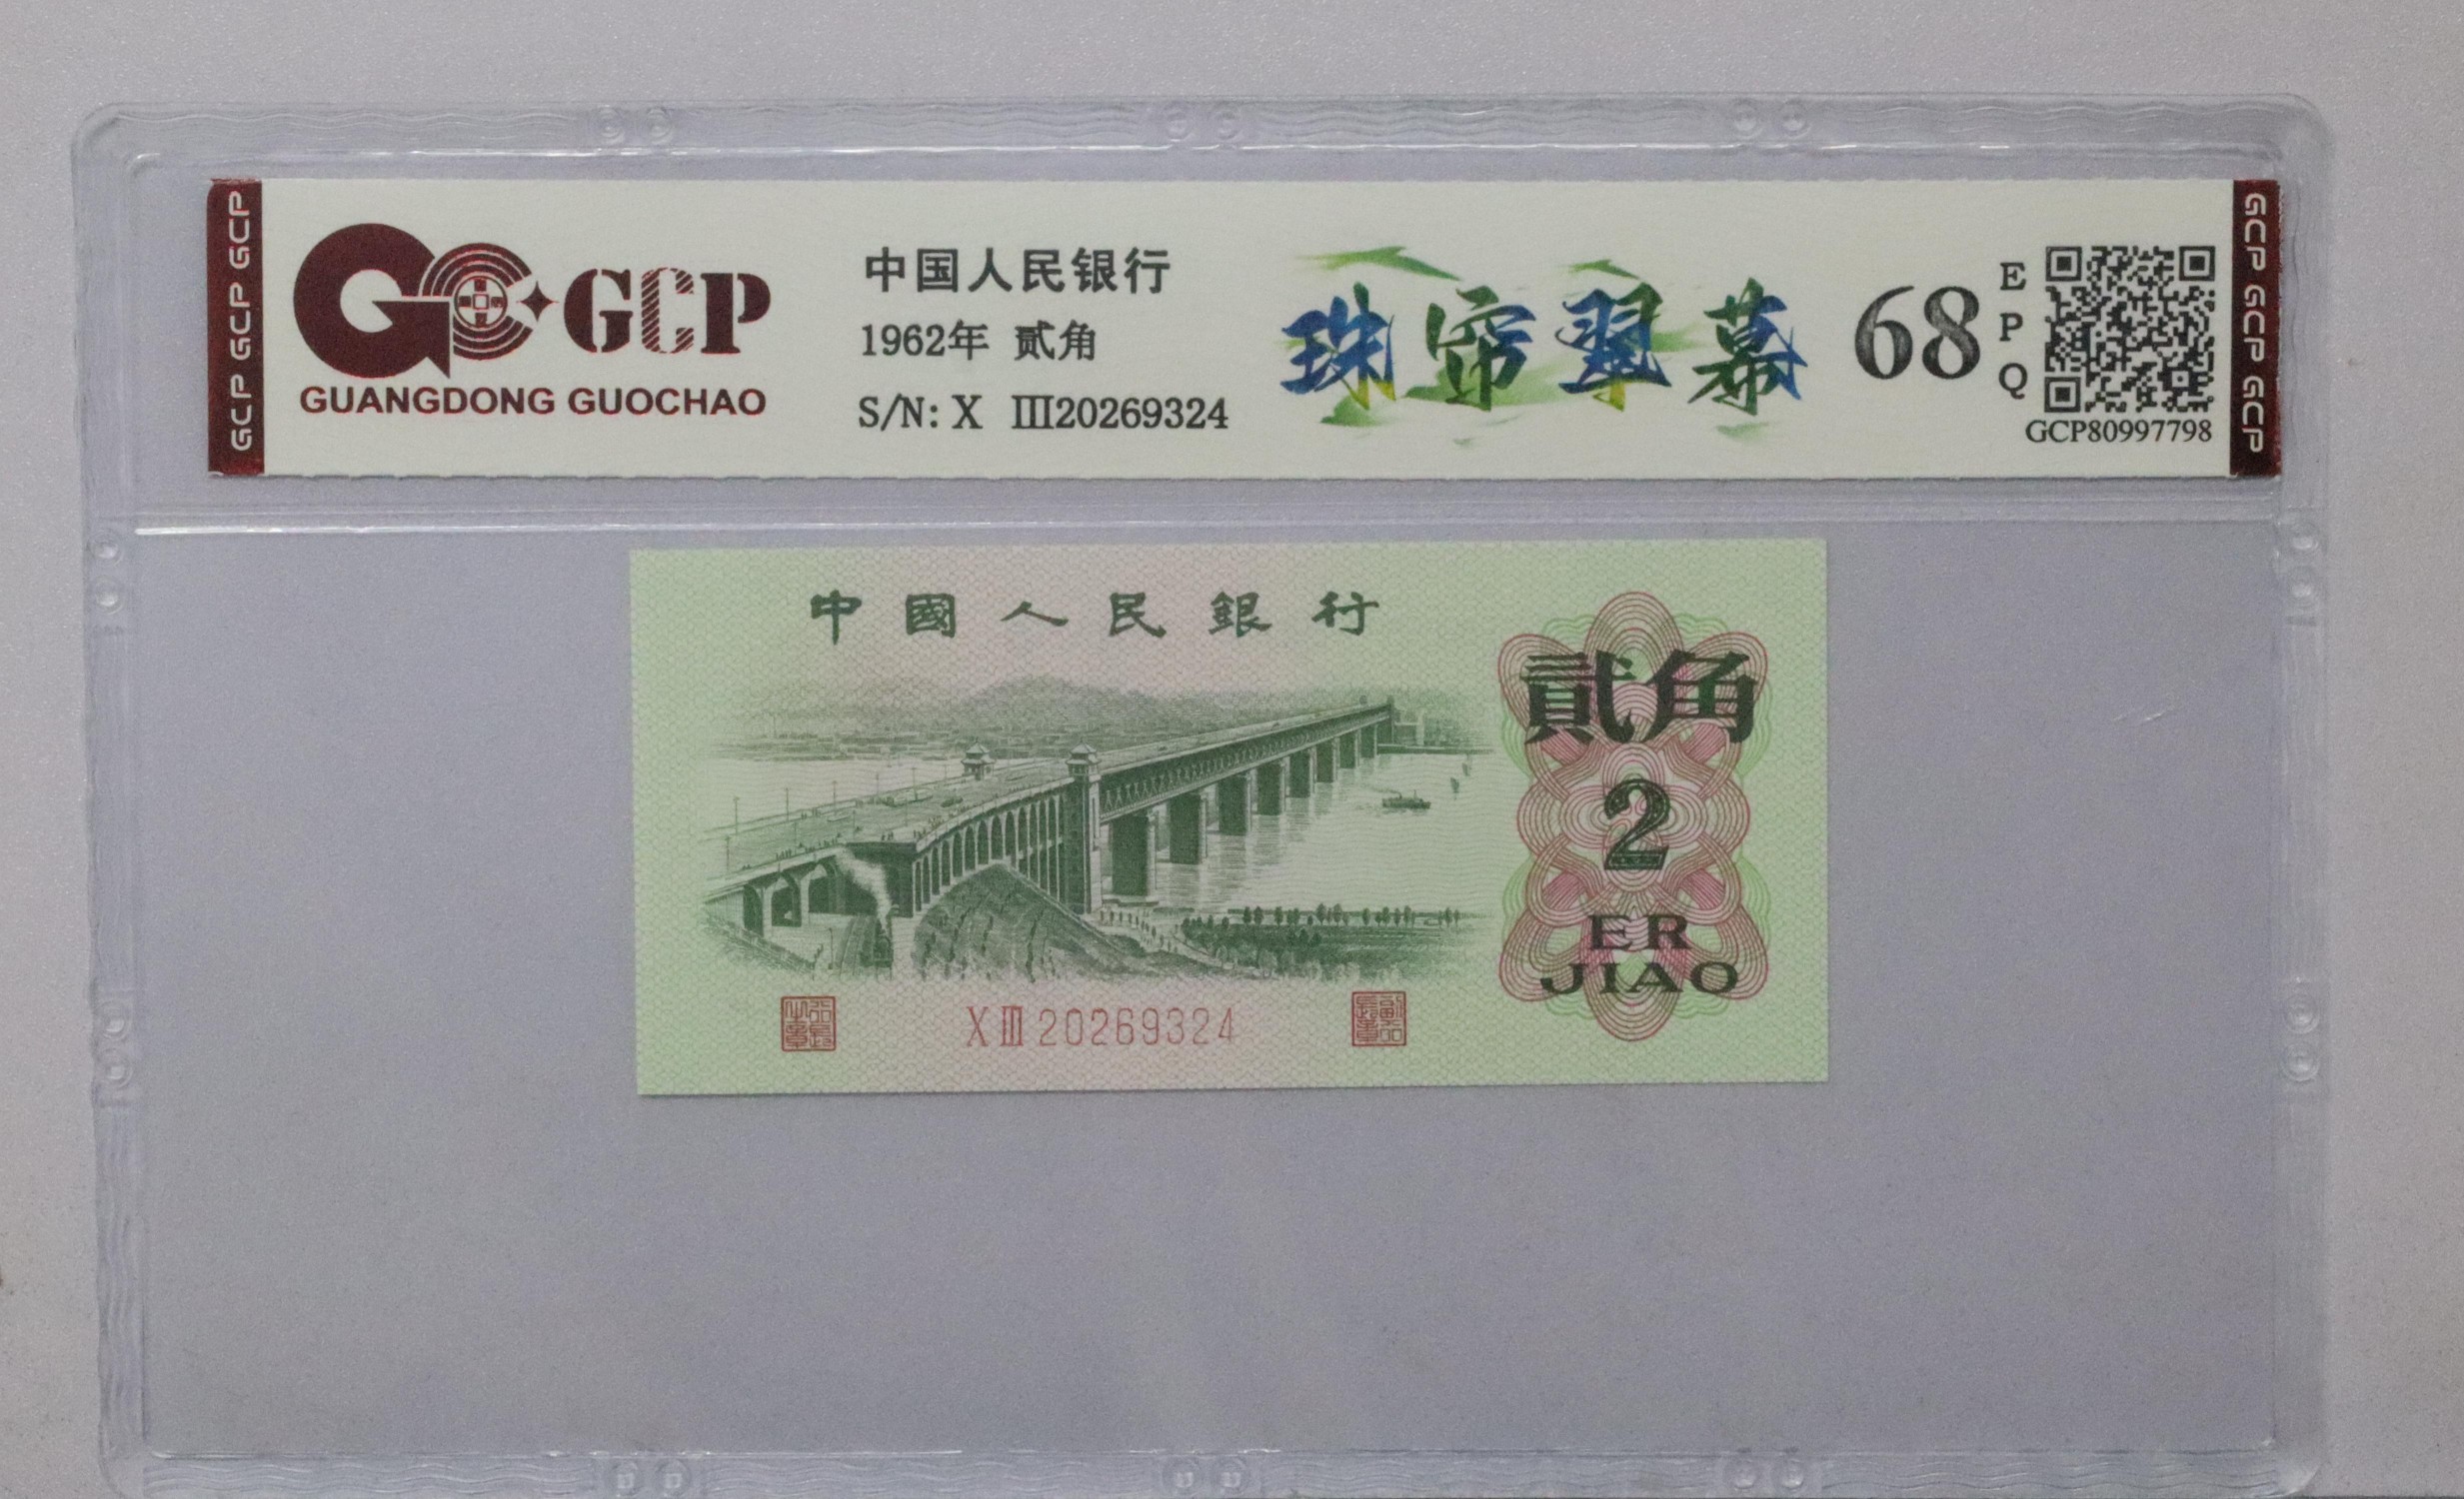 GCP GCP GCP
GCP
GUANGDONG GUOCHAO
中国人民银行
1962年 贰角
S/N: X Ⅲ20269324
珠帘翠幕
68
E
P
Q
GCP80997798
GCP GCP GCP
中國人民銀行
貳角
2
ER
JIAO
XⅢ20269324